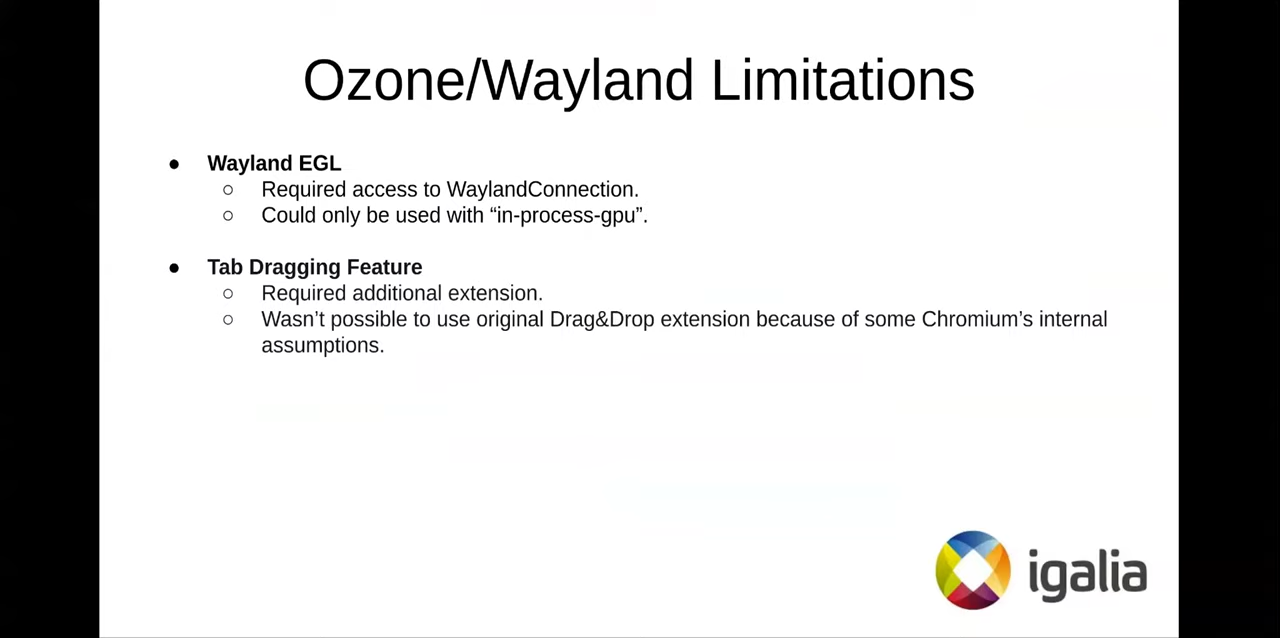 Ozone/Wayland Limitations
● Wayland EGL
○ Required access to WaylandConnection.
○ Could only be used with “in-process-gpu”.
● Tab Dragging Feature
○ Required additional extension.
○ Wasn’t possible to use original Drag&Drop extension because of some Chromium’s internal
assumptions.
igalia